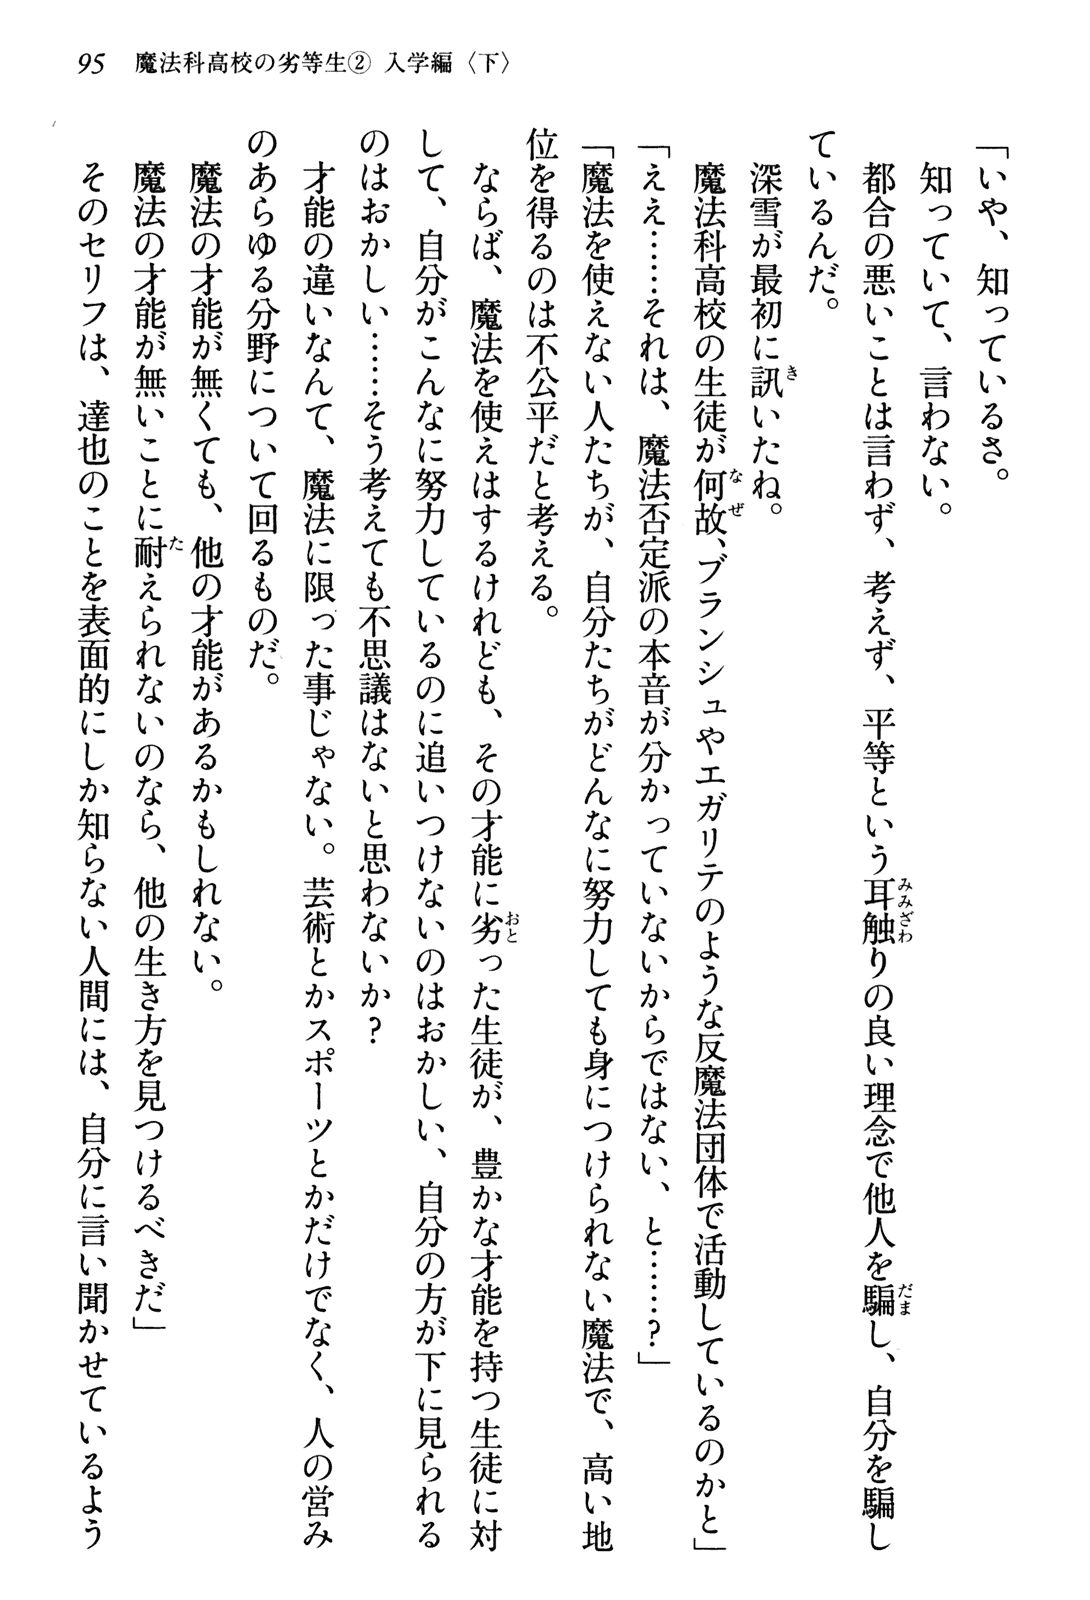 95 魔法科高校の劣等生② 入学編〈下〉
「いや、知っているさ。
知っていて、言わない。
都合の悪いことは言わず、考えず、平等という耳触りの良い理念で他人を騙し、自分を騙し
ているんだ。
深雪が最初に訊いたね。
魔法科高校の生徒が何故、ブランシュやエガリテのような反魔法団体で活動しているのかと」
「ええ……それは、魔法否定派の本音が分かっていないからではない、と……?」
「魔法を使えない人たちが、自分たちがどんなに努力しても身につけられない魔法で、高い地
位を得るのは不公平だと考える。
ならば、魔法を使えはするけれども、その才能に劣った生徒が、豊かな才能を持つ生徒に対
して、自分がこんなに努力しているのに追いつけないのはおかしい、自分の方が下に見られる
のはおかしい……そう考えても不思議はないと思わないか?
才能の違いなんて、魔法に限った事じゃない。芸術とかスポーツとかだけでなく、人の営み
のあらゆる分野について回るものだ。
魔法の才能が無くても、他の才能があるかもしれない。
魔法の才能が無いことに耐えられないのなら、他の生き方を見つけるべきだ」
そのセリフは、達也のことを表面的にしか知らない人間には、自分に言い聞かせているよう